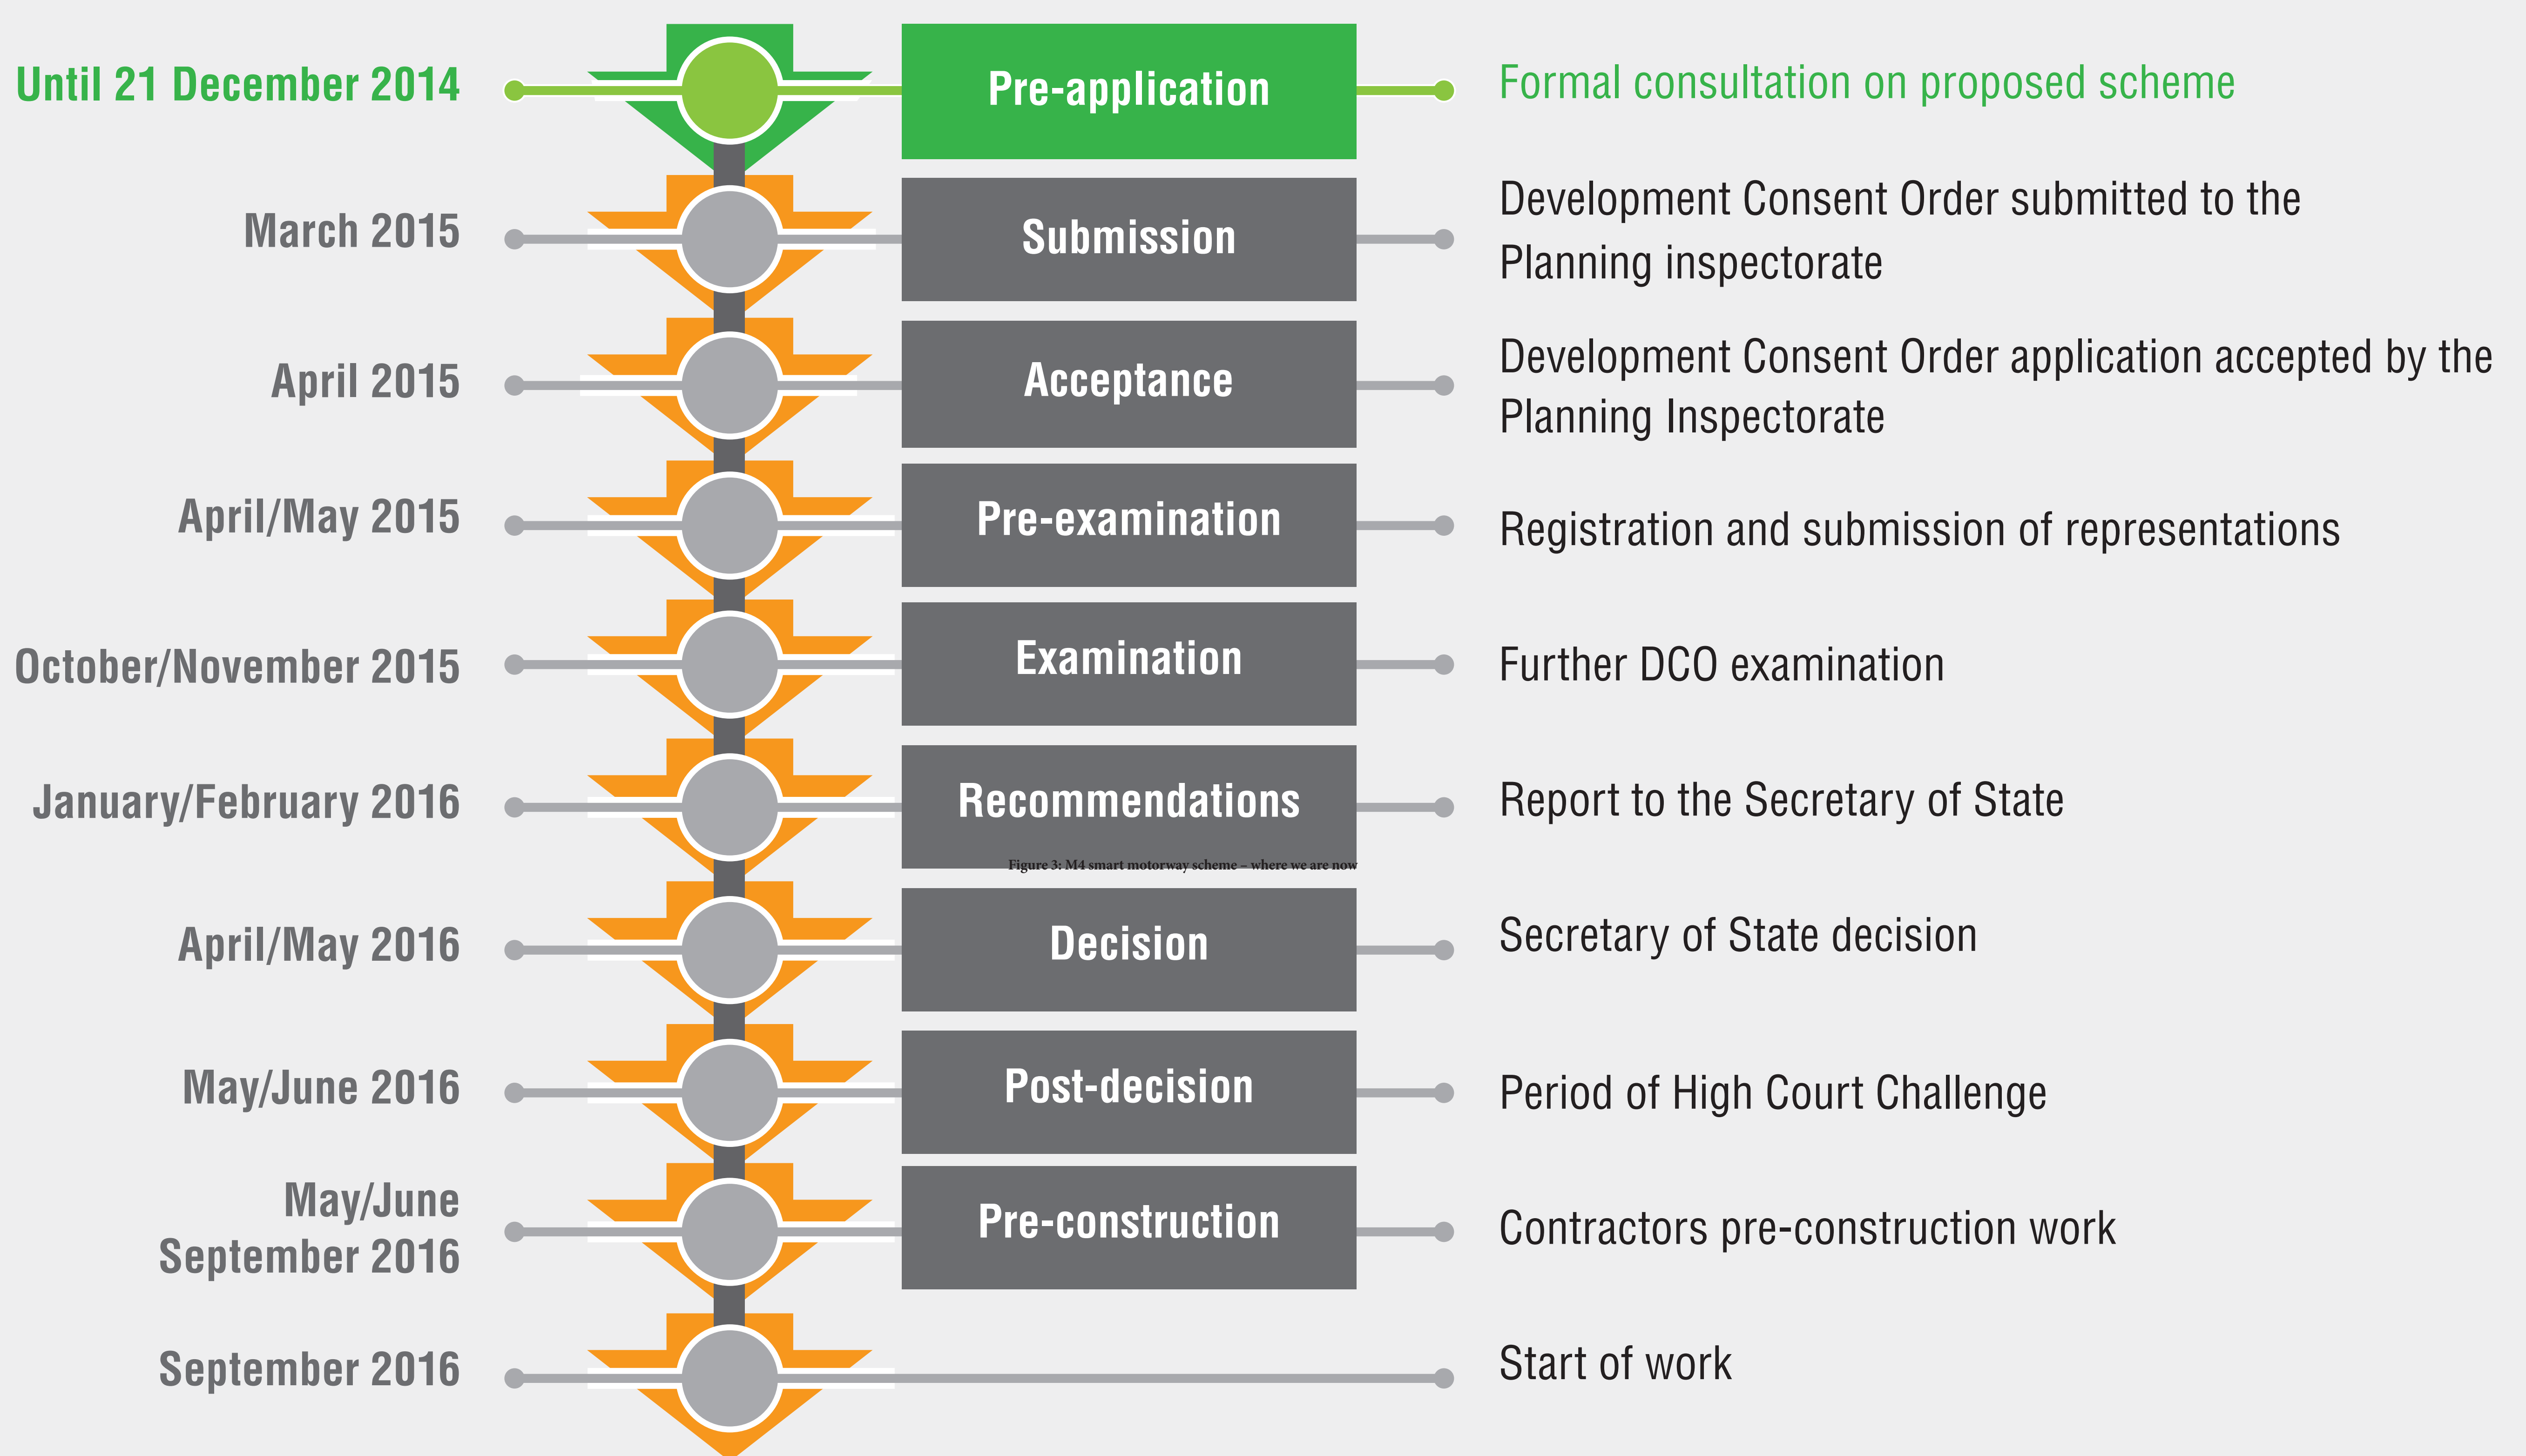 Until 21 December 2014
Pre-application
Formal consultation on proposed scheme
March 2015
Submission
Development Consent Order submitted to the
Planning inspectorate
April 2015
Acceptance
Development Consent Order application accepted by the
Planning Inspectorate
April/May 2015
Pre-examination
Registration and submission of representations
October/November 2015
Examination
Further DCO examination
January/February 2016
Recommendations
Report to the Secretary of State
Figure 3: M4 smart motorway scheme – where we are now
April/May 2016
Decision
Secretary of State decision
May/June 2016
Post-decision
Period of High Court Challenge
May/June
September 2016
Pre-construction
Contractors pre-construction work
September 2016
Start of work